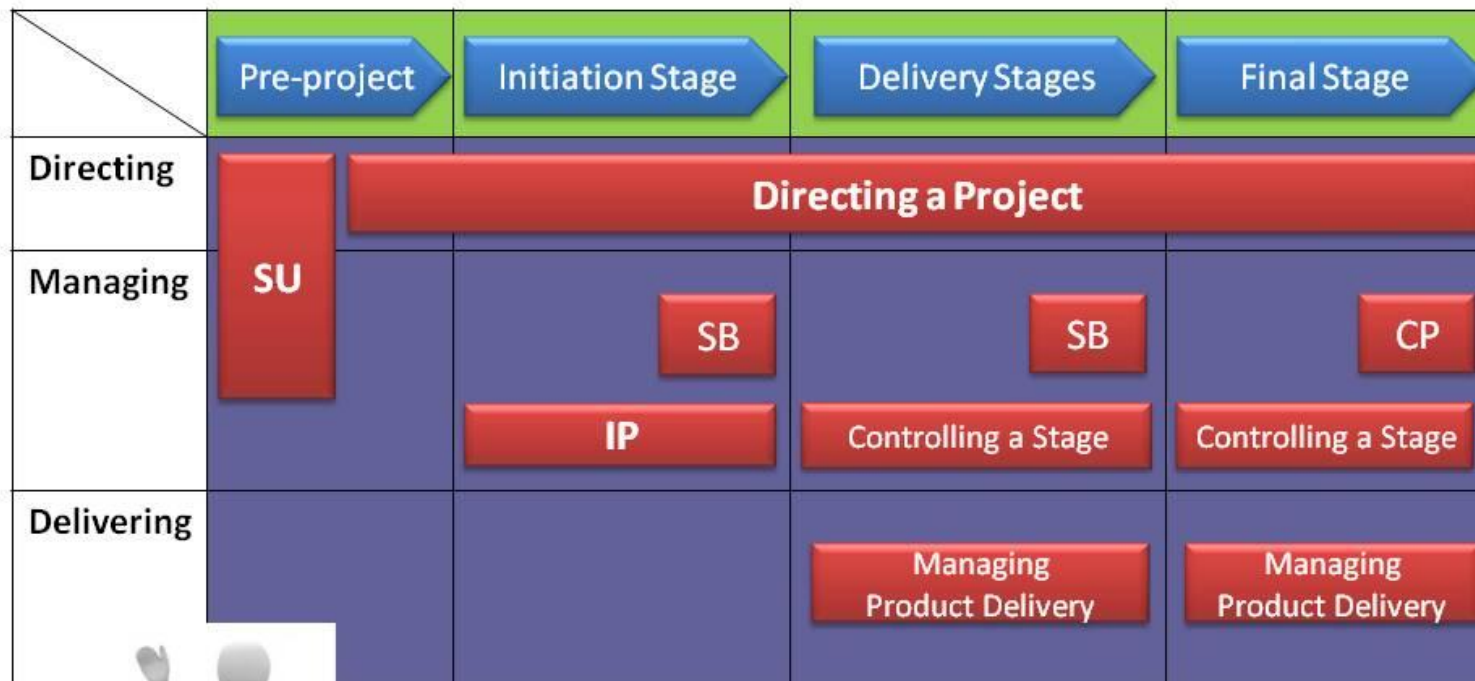 Pre-project
Initiation Stage
Delivery Stages
Final Stage
Directing
Directing a Project
Managing
SU
SB
SB
CP
IP
Controlling a Stage
Controlling a Stage
Delivering
Managing
Product Delivery
Managing
Product Delivery